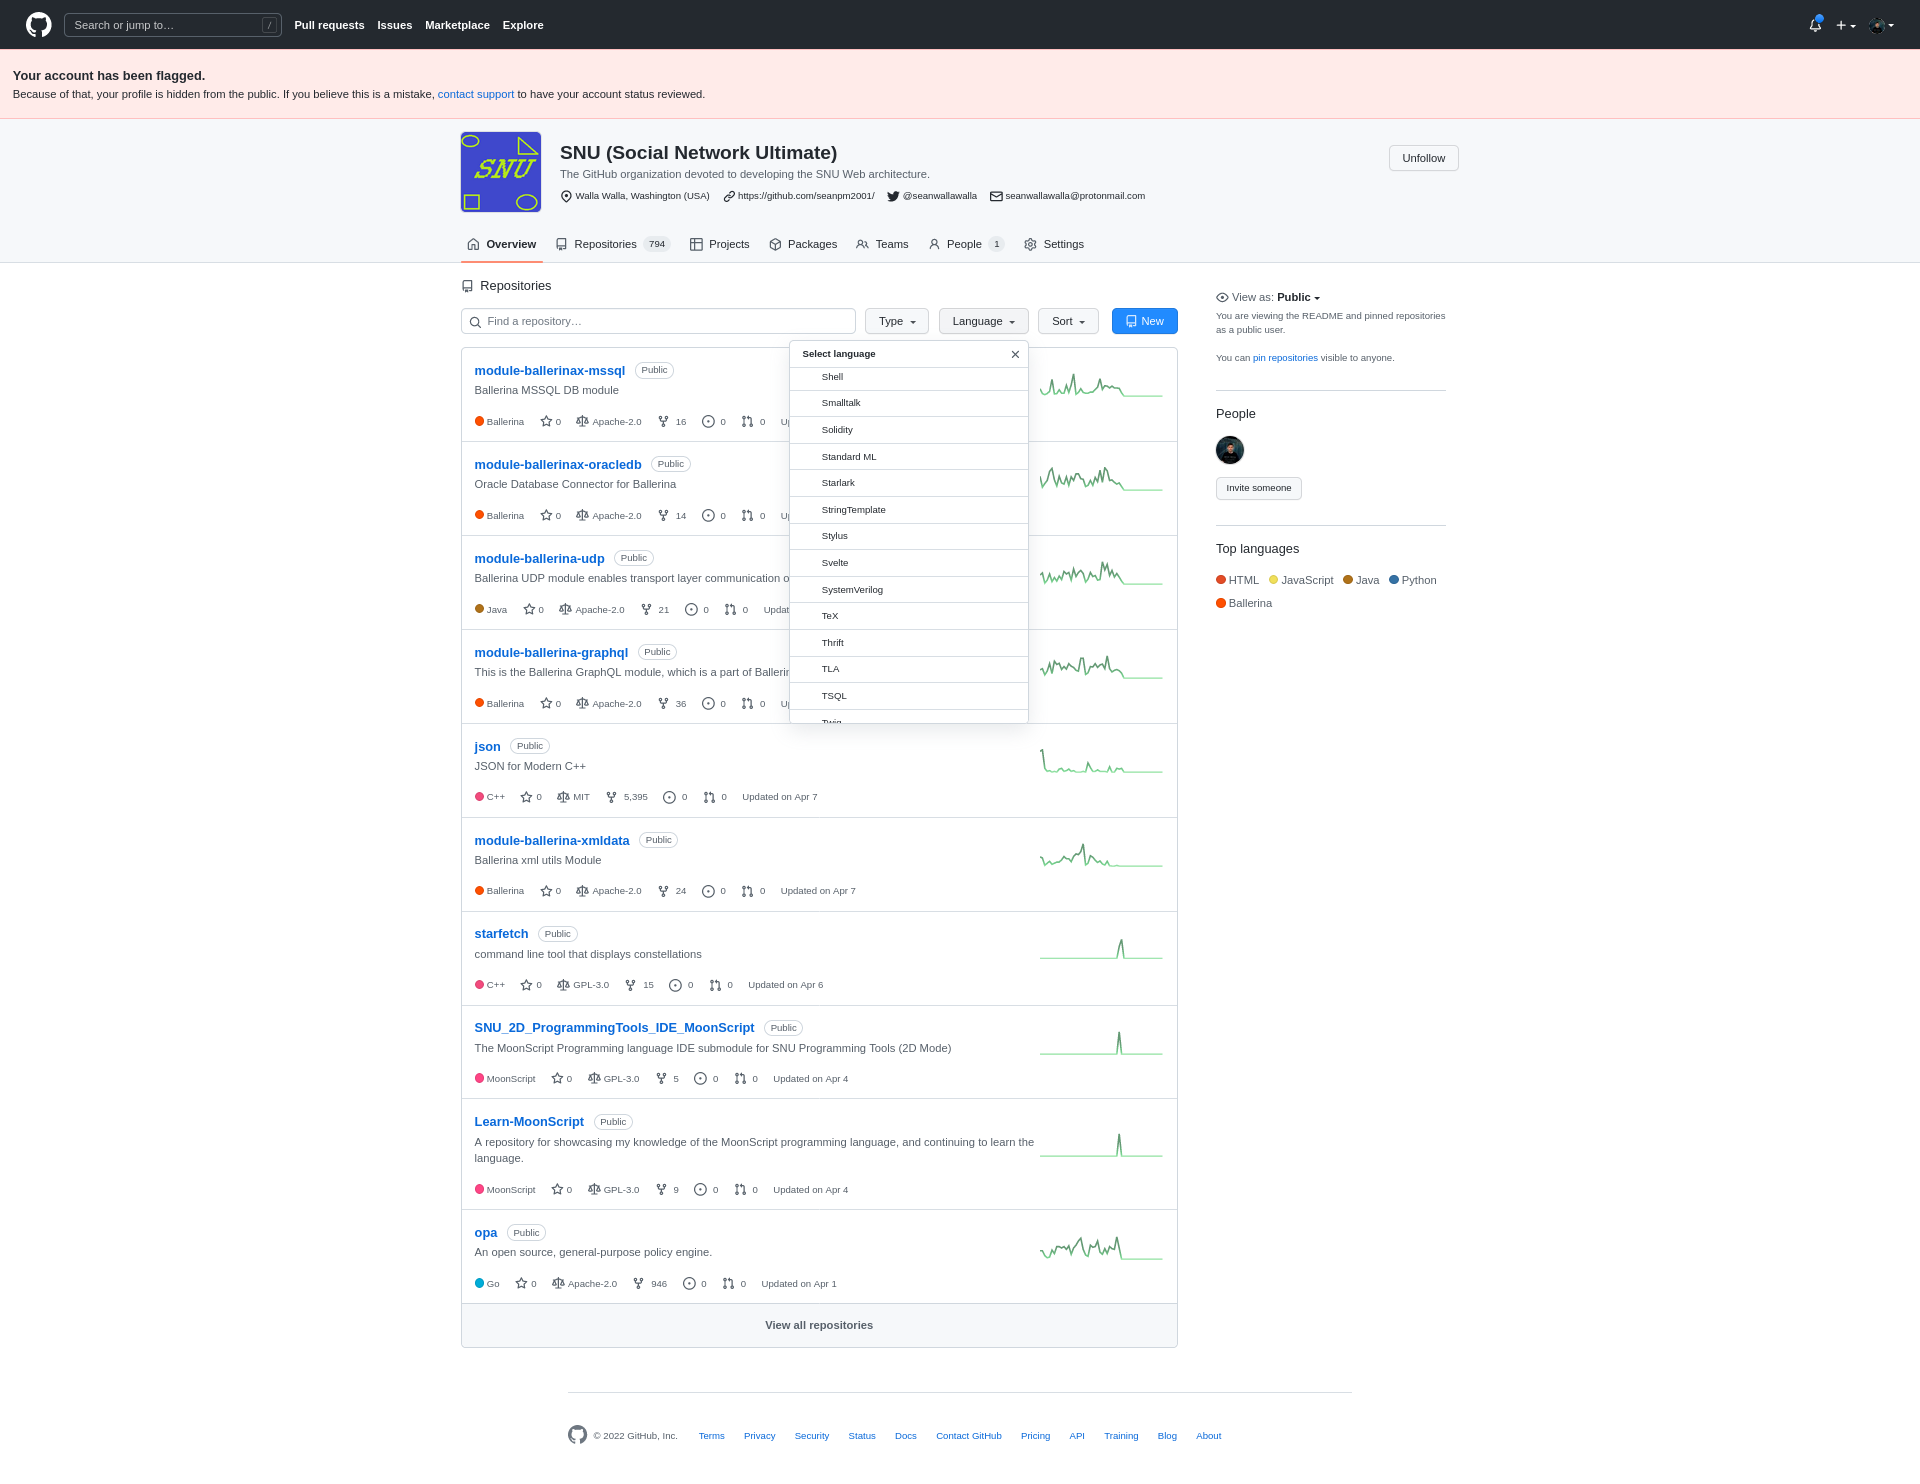 Search or jump to…
/
Pull requests
Issues
Marketplace
Explore
Your account has been flagged.
Because of that, your profile is hidden from the public. If you believe this is a mistake, contact support to have your account status reviewed.
SNU
SNU (Social Network Ultimate)
The GitHub organization devoted to developing the SNU Web architecture.
Walla Walla, Washington (USA)
https://github.com/seanpm2001/
@seanwallawalla
seanwallawalla@protonmail.com
Unfollow
Overview
Repositories 794
Projects
Packages
Teams
People 1
Settings
Repositories
Find a repository…
Type
Language
Sort
New
Select language
Shell
Smalltalk
Solidity
Standard ML
Starlark
StringTemplate
Stylus
Svelte
SystemVerilog
TeX
Thrift
TLA
TSQL
Twig
module-ballerinax-mssql Public
Ballerina MSSQL DB module
Ballerina 0 Apache-2.0 16 0 0
module-ballerinax-oracledb Public
Oracle Database Connector for Ballerina
Ballerina 0 Apache-2.0 14 0 0
module-ballerina-udp Public
Ballerina UDP module enables transport layer communication
Java 0 Apache-2.0 21 0 0
module-ballerina-graphql Public
This is the Ballerina GraphQL module, which is a part of
Ballerina 0 Apache-2.0 36 0 0
json Public
JSON for Modern C++
C++ 0 MIT 5,395 0 0 Updated on Apr 7
module-ballerina-xmldata Public
Ballerina xml utils Module
Ballerina 0 Apache-2.0 24 0 0 Updated on Apr 7
starfetch Public
command line tool that displays constellations
C++ 0 GPL-3.0 15 0 0 Updated on Apr 6
SNU_2D_ProgrammingTools_IDE_MoonScript Public
The MoonScript Programming language IDE submodule for SNU Programming Tools (2D Mode)
MoonScript 0 GPL-3.0 5 0 0 Updated on Apr 4
Learn-MoonScript Public
A repository for showcasing my knowledge of the MoonScript programming language, and continuing to learn the
language.
MoonScript 0 GPL-3.0 9 0 0 Updated on Apr 4
opa Public
An open source, general-purpose policy engine.
Go 0 Apache-2.0 946 0 0 Updated on Apr 1
View all repositories
View as: Public
You are viewing the README and pinned repositories
as a public user.
You can pin repositories visible to anyone.
People
Invite someone
Top languages
HTML JavaScript Java Python
Ballerina
© 2022 GitHub, Inc.
Terms
Privacy
Security
Status
Docs
Contact GitHub
Pricing
API
Training
Blog
About